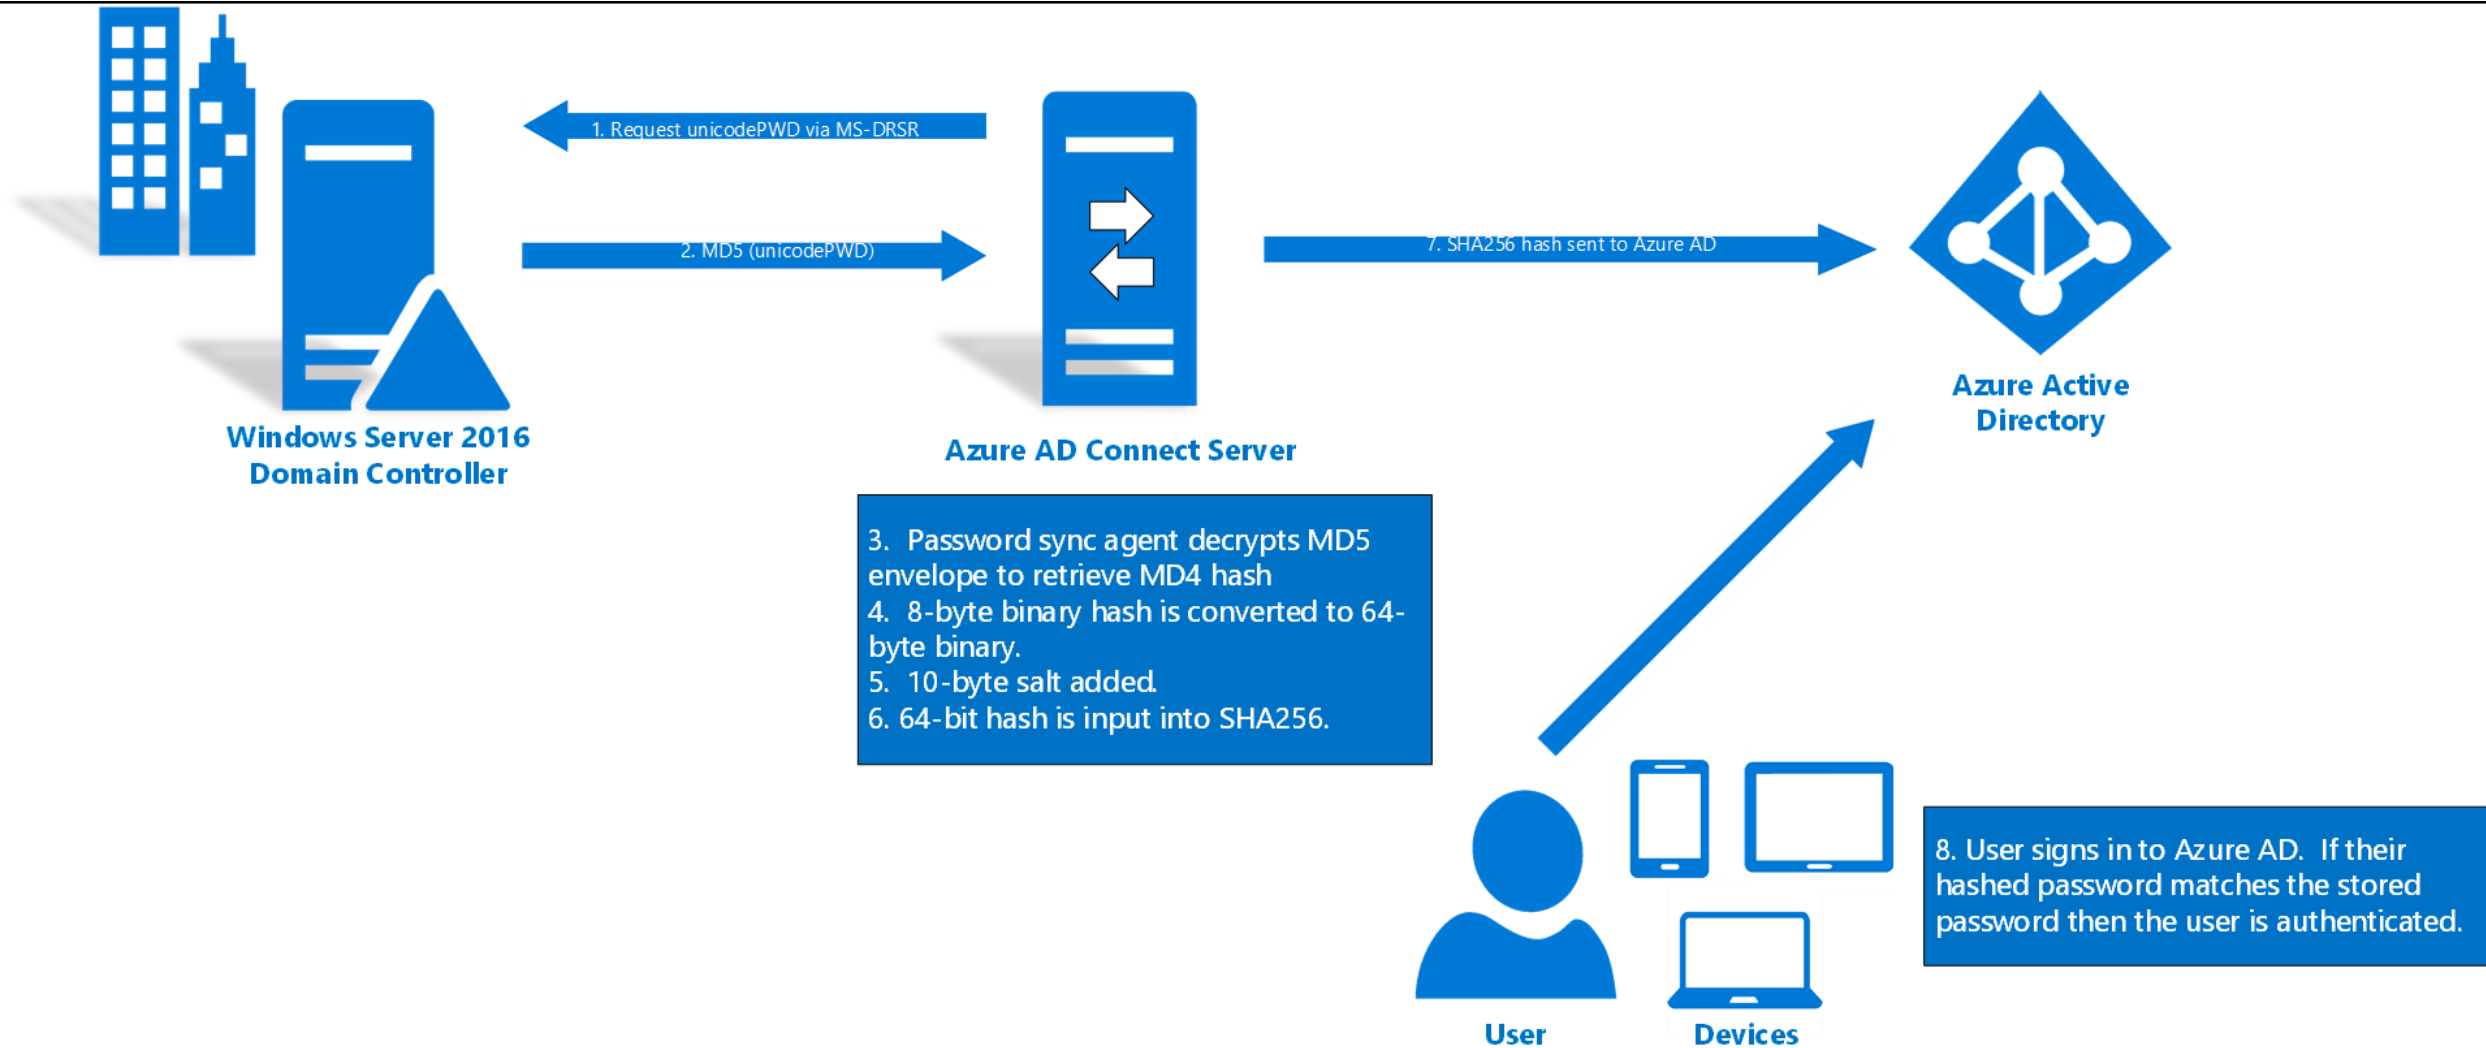 1. Request unicodePWD via MS-DRSR
2. MD5 (unicodePWD)
7. SHA256 hash sent to Azure AD
Windows Server 2016
Domain Controller
Azure AD Connect Server
Azure Active
Directory
3.  Password sync agent decrypts MD5
envelope to retrieve MD4 hash
4.  8-byte binary hash is converted to 64-
byte binary.
5.  10-byte salt added.
6. 64-bit hash is input into SHA256.
8. User signs in to Azure AD.  If their
hashed password matches the stored
password then the user is authenticated.
User
Devices